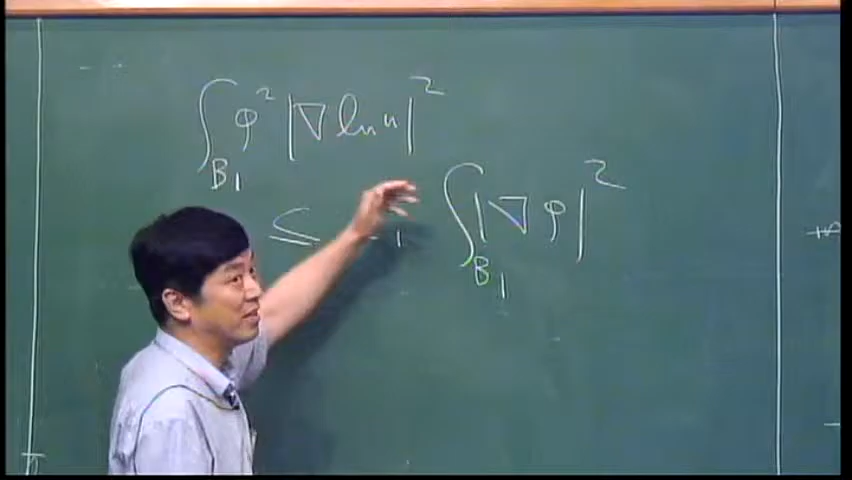 ∫_{B_1} φ² |∇ ln u|²
≤ ∫_{B_1} |∇φ|²